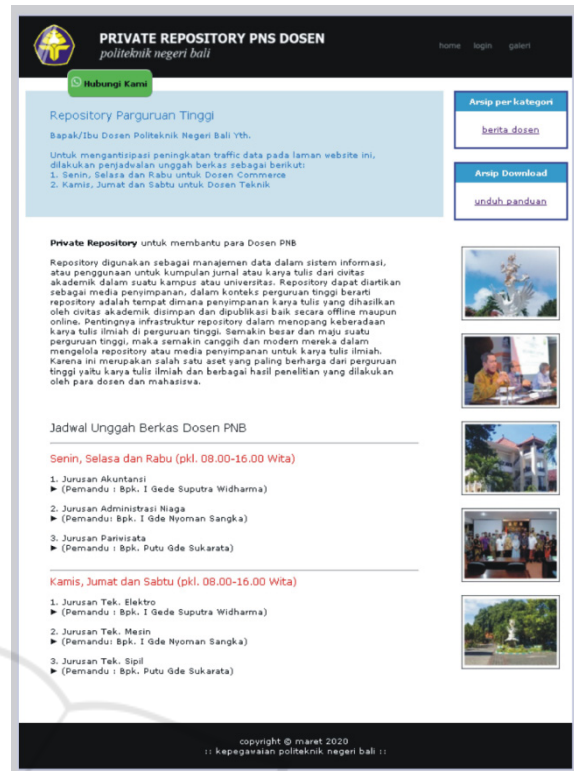 PRIVATE REPOSITORY PNS DOSEN
politeknik negeri bali
home login galeri
Hubungi Kami
Repository Parguruan Tinggi
Bapak/Ibu Dosen Politeknik Negeri Bali Yth.
Untuk mengantisipasi peningkatan traffic data pada laman website ini,
dilakukan penjadwalan unggah berkas sebagai berikut:
1. Senin, Selasa dan Rabu untuk Dosen Commerce
2. Kamis, Jumat dan Sabtu untuk Dosen Teknik
Arsip per kategori
berita dosen
Arsip Download
unduh panduan
Private Repository untuk membantu para Dosen PNB
Repository digunakan sebagai manajemen data dalam sistem informasi,
atau penggunaan untuk kumpulan jurnal atau karya tulis dari civitas
akademik dalam suatu kampus atau universitas. Repository dapat diartikan
sebagai media penyimpanan, dalam konteks perguruan tinggi berarti
repository adalah tempat dimana penyimpanan karya tulis yang dihasilkan
oleh civitas akademik disimpan dan dipublikasi baik secara offline maupun
online. Pentingnya infrastruktur repository dalam menopang keberadaan
karya tulis ilmiah di perguruan tinggi. Semakin besar dan maju suatu
perguruan tinggi, maka semakin canggih dan modern mereka dalam
mengelola repository atau media penyimpanan untuk karya tulis ilmiah.
Karena ini merupakan salah satu aset yang paling berharga dari perguruan
tinggi yaitu karya tulis ilmiah dan berbagai hasil penelitian yang dilakukan
oleh para dosen dan mahasiswa.
Jadwal Unggah Berkas Dosen PNB
Senin, Selasa dan Rabu (pkl. 08.00-16.00 Wita)
1. Jurusan Akuntansi
► (Pemandu : Bpk. I Gede Suputra Widharma)
2. Jurusan Administrasi Niaga
► (Pemandu: Bpk. I Gde Nyoman Sangka)
3. Jurusan Pariwisata
► (Pemandu : Bpk. Putu Gde Sukarata)
Kamis, Jumat dan Sabtu (pkl. 08.00-16.00 Wita)
1. Jurusan Tek. Elektro
► (Pemandu : Bpk. I Gede Suputra Widharma)
2. Jurusan Tek. Mesin
► (Pemandu: Bpk. I Gde Nyoman Sangka)
3. Jurusan Tek. Sipil
► (Pemandu : Bpk. Putu Gde Sukarata)
copyright © maret 2020
:: kepegawaian politeknik negeri bali ::